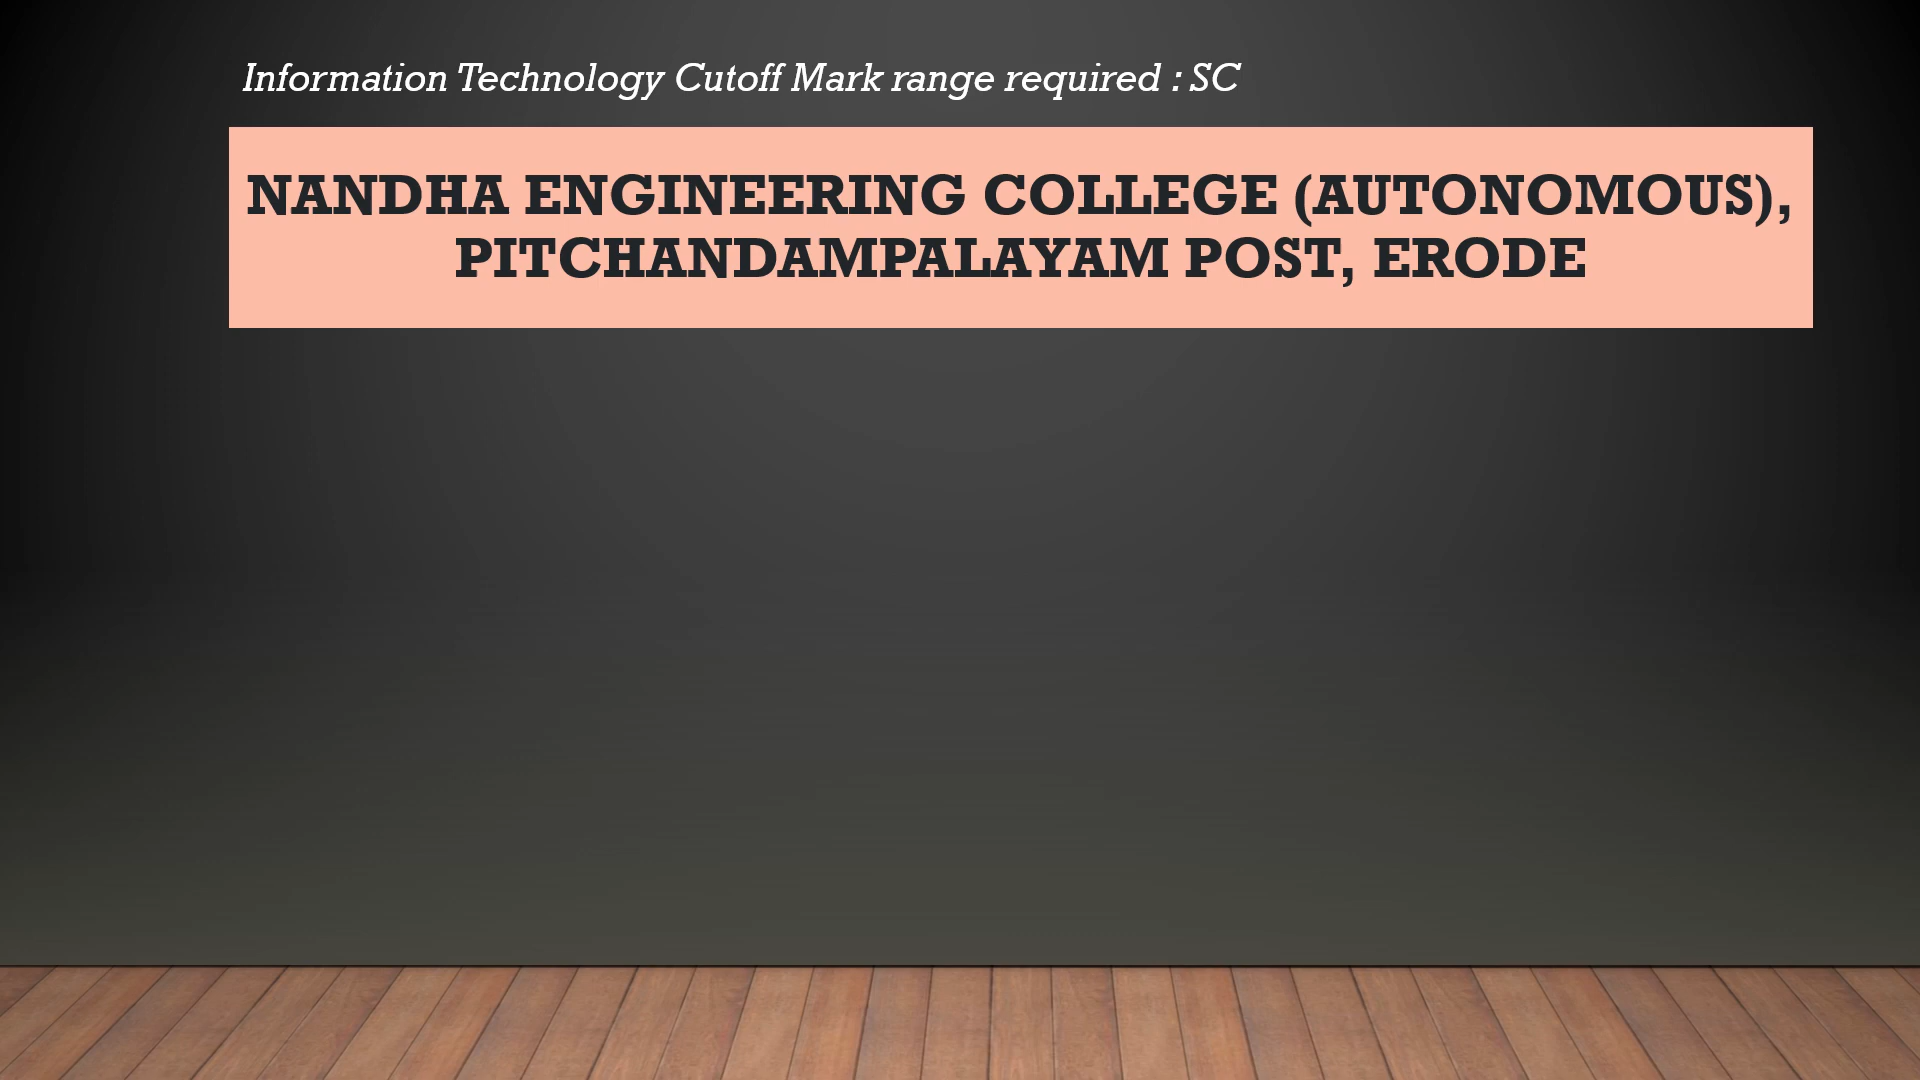 Information Technology Cutoff Mark range required : SC
NANDHA ENGINEERING COLLEGE (AUTONOMOUS),
PITCHANDAMPALAYAM POST, ERODE